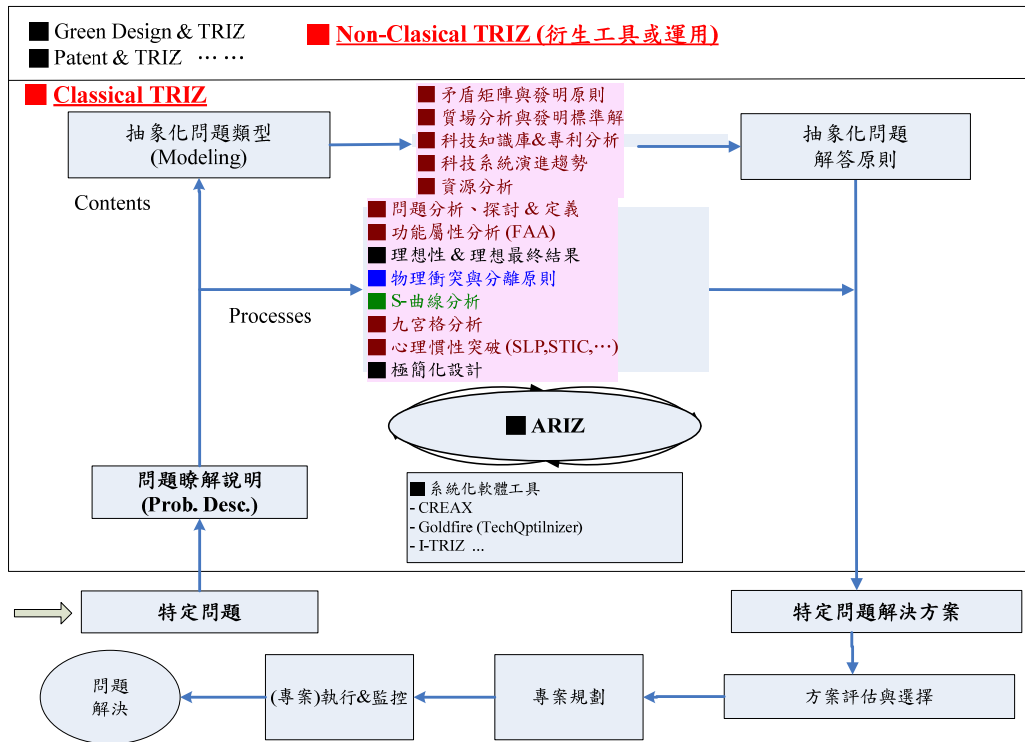 Green Design & TRIZ
Patent & TRIZ … …
Non-Clasical TRIZ (衍生工具或運用)
Classical TRIZ
抽象化問題類型
(Modeling)
矛盾矩陣與發明原則
質場分析與發明標準解
科技知識庫&專利分析
科技系統演進趨勢
資源分析
抽象化問題
解答原則
Contents
問題分析、探討 & 定義
功能屬性分析 (FAA)
理想性 & 理想最終結果
物理衝突與分離原則
S-曲線分析
九宮格分析
心理慣性突破 (SLP,STIC,…)
極簡化設計
Processes
ARIZ
問題瞭解說明
(Prob. Desc.)
系統化軟體工具
- CREAX
- Goldfire (TechQptilnizer)
- I-TRIZ ...
特定問題
特定問題解決方案
問題
解決
(專案)執行&監控
專案規劃
方案評估與選擇